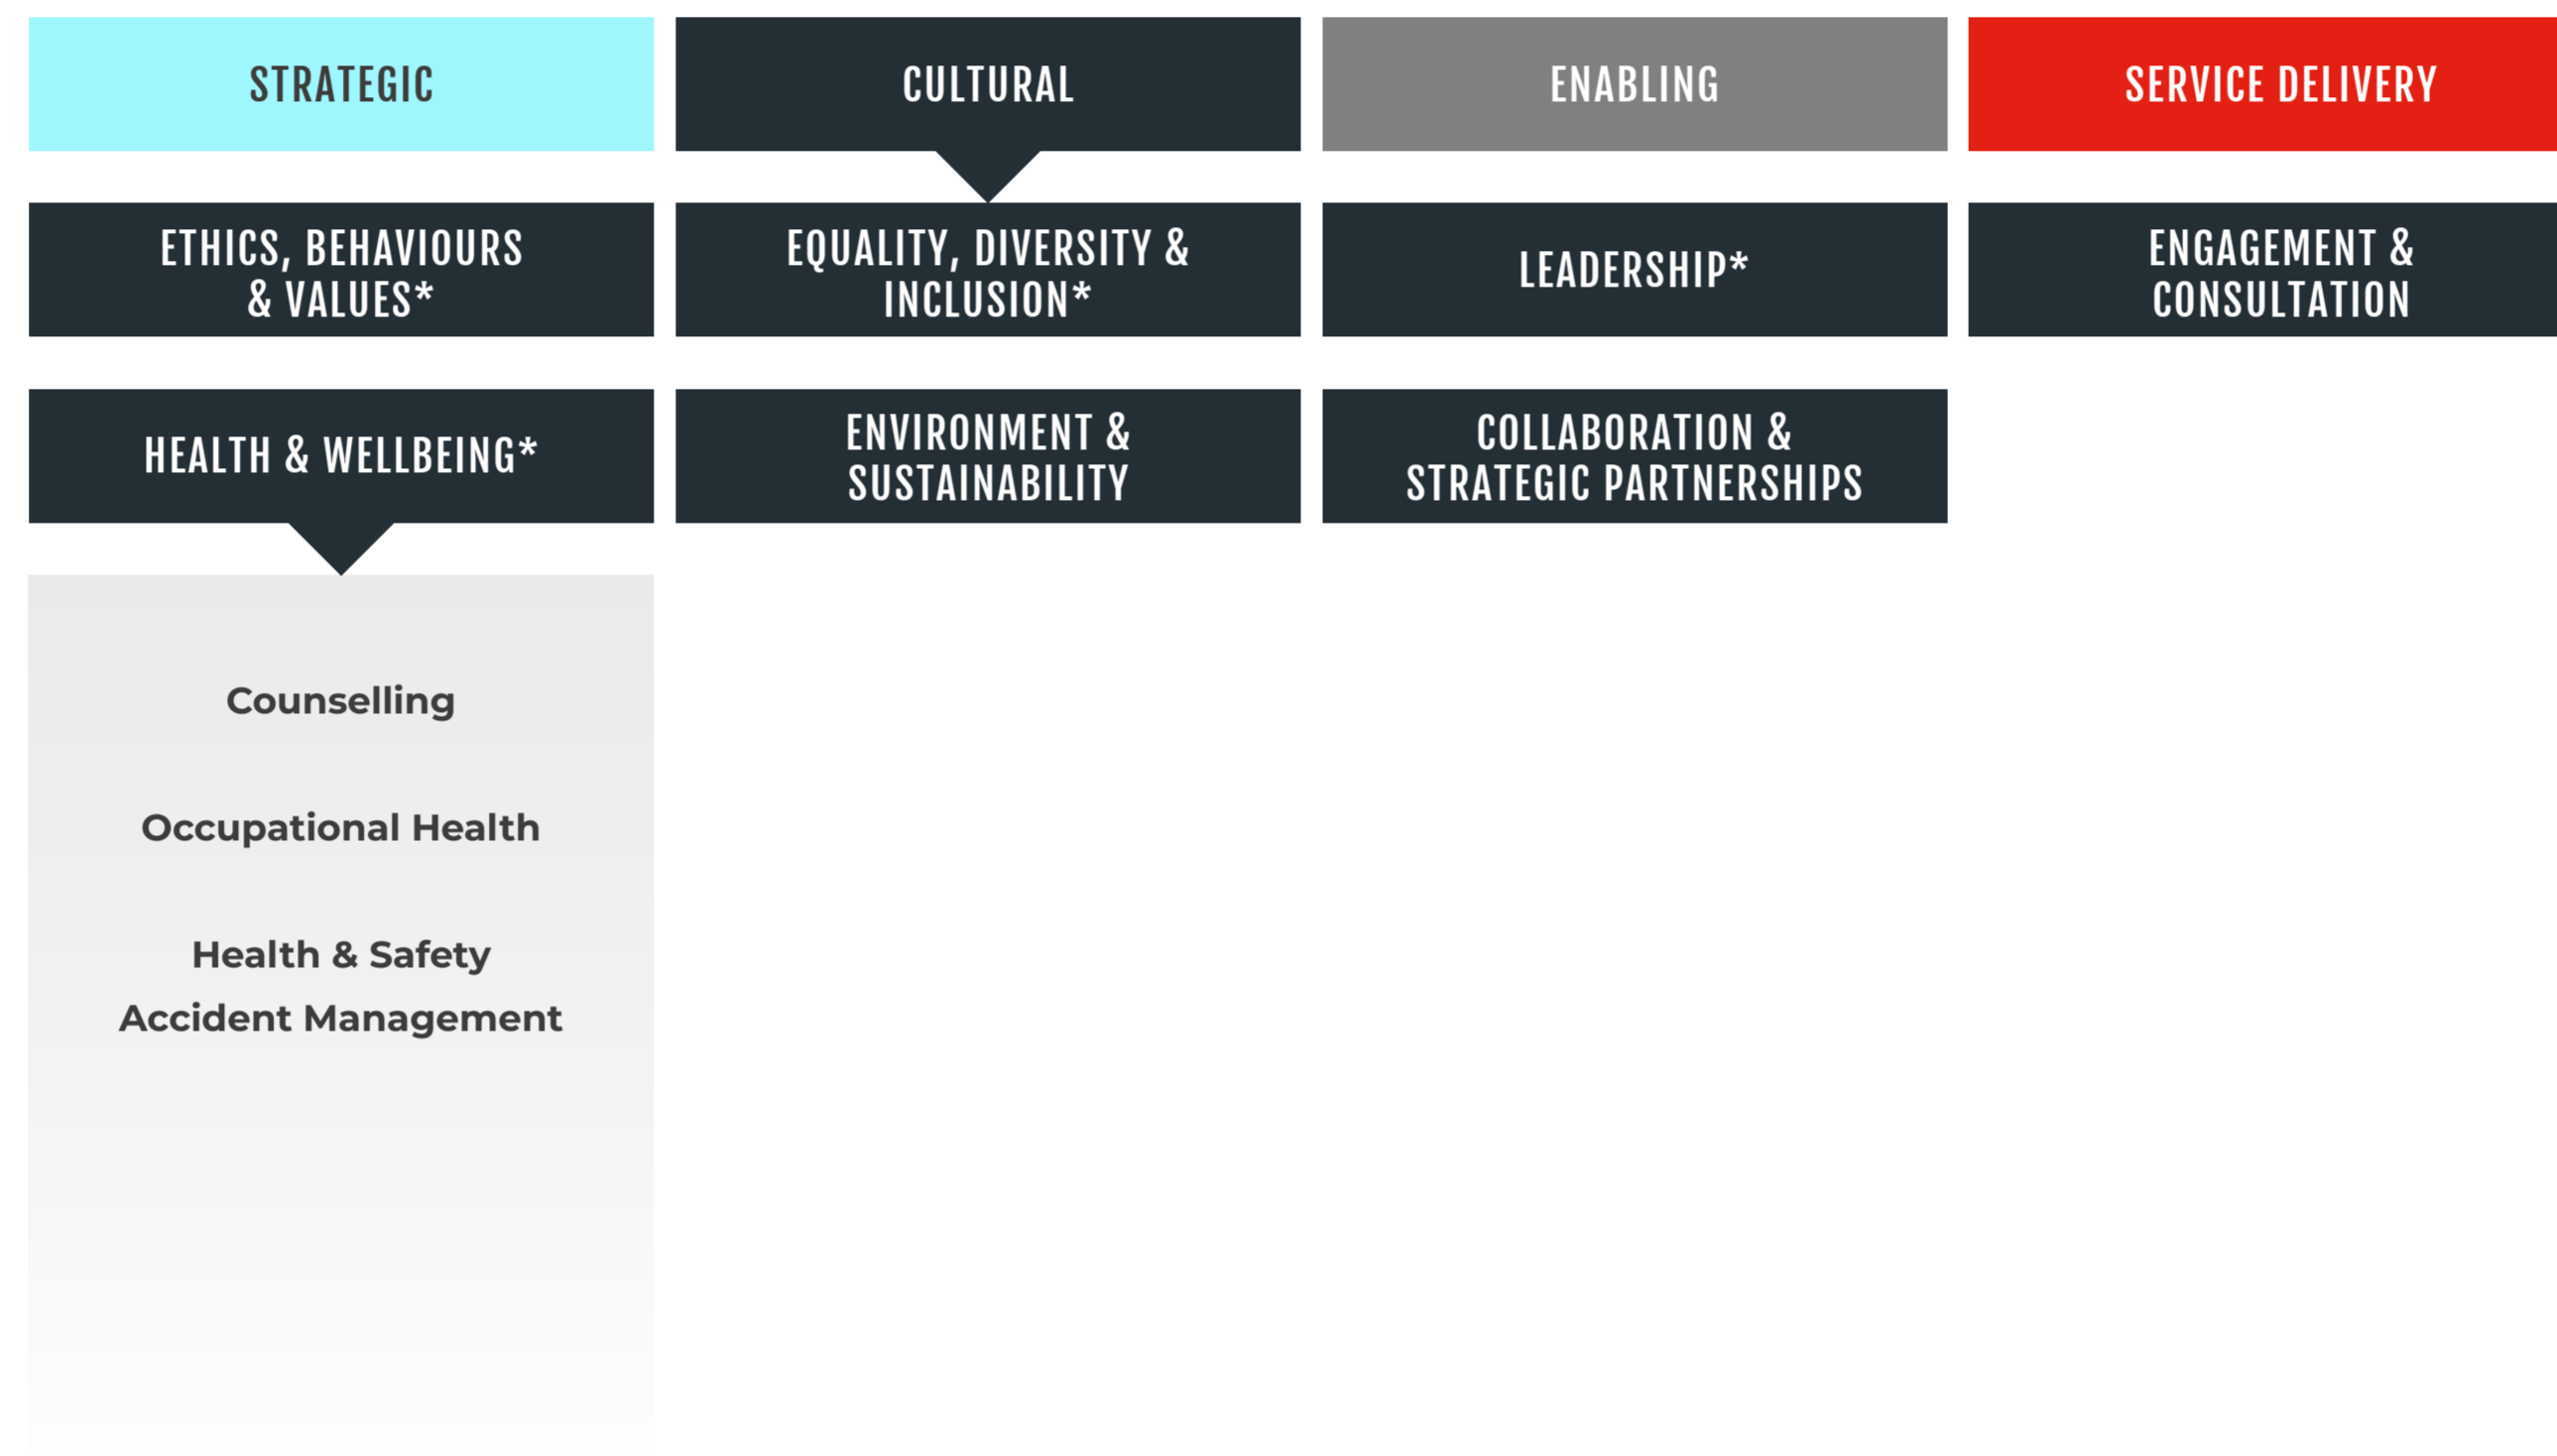 STRATEGIC
CULTURAL
ENABLING
SERVICE DELIVERY
ETHICS, BEHAVIOURS
& VALUES*
EQUALITY, DIVERSITY &
INCLUSION*
LEADERSHIP*
ENGAGEMENT &
CONSULTATION
HEALTH & WELLBEING*
ENVIRONMENT &
SUSTAINABILITY
COLLABORATION &
STRATEGIC PARTNERSHIPS
Counselling
Occupational Health
Health & Safety
Accident Management